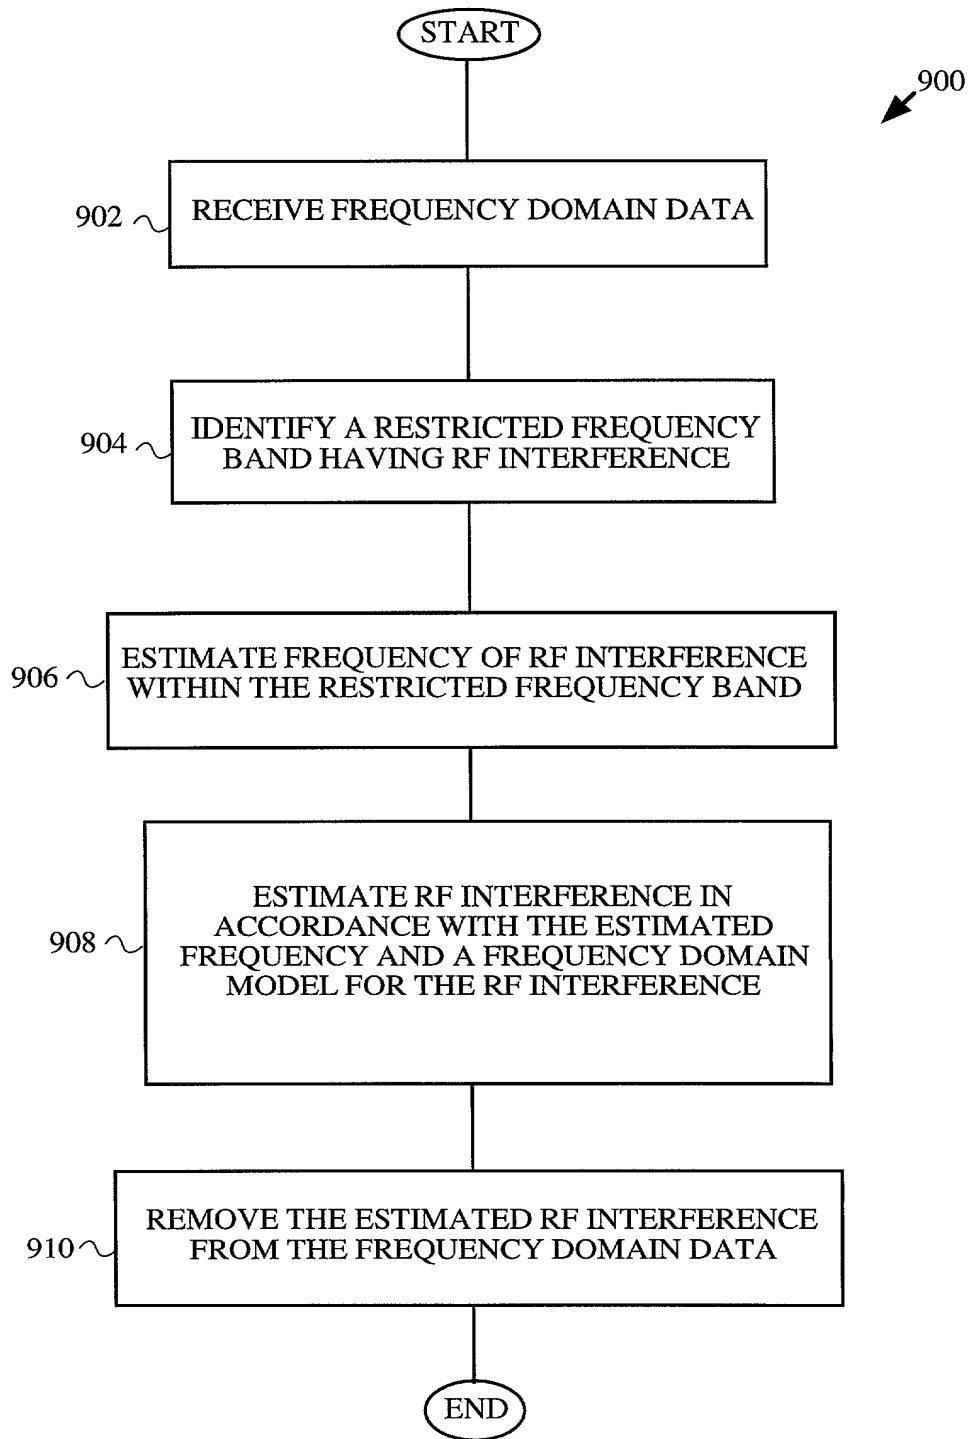 START
900
902
RECEIVE FREQUENCY DOMAIN DATA
904
IDENTIFY A RESTRICTED FREQUENCY
BAND HAVING RF INTERFERENCE
906
ESTIMATE FREQUENCY OF RF INTERFERENCE
WITHIN THE RESTRICTED FREQUENCY BAND
908
ESTIMATE RF INTERFERENCE IN
ACCORDANCE WITH THE ESTIMATED
FREQUENCY AND A FREQUENCY DOMAIN
MODEL FOR THE RF INTERFERENCE
910
REMOVE THE ESTIMATED RF INTERFERENCE
FROM THE FREQUENCY DOMAIN DATA
END